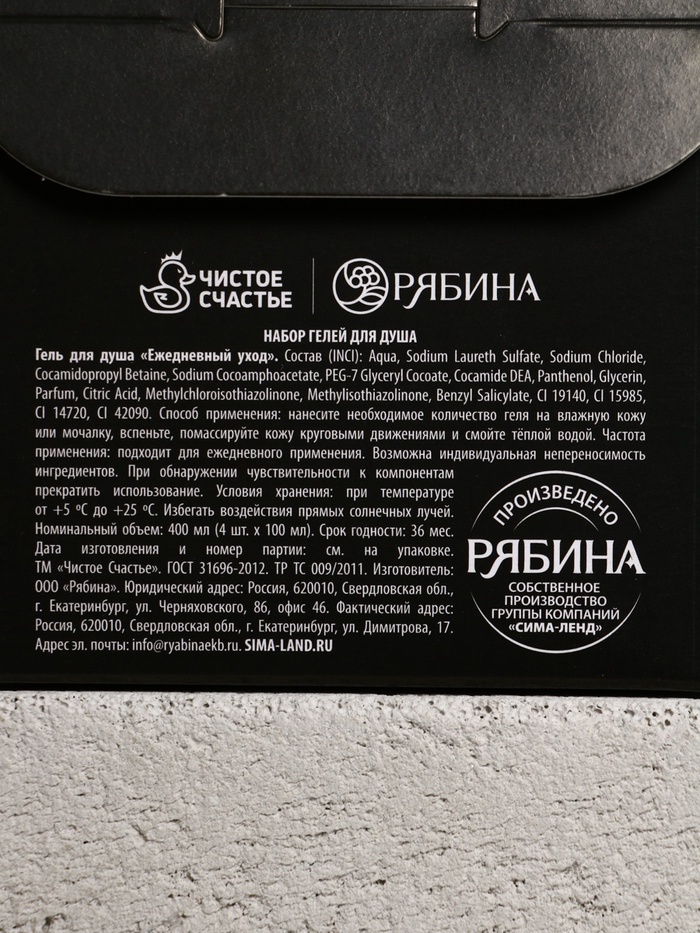 ЧИСТОЕ
СЧАСТЬЕ
РЯБИНА
НАБОР ГЕЛЕЙ ДЛЯ ДУША
Гель для душа «Ежедневный уход». Состав (INCI): Aqua, Sodium Laureth Sulfate, Sodium Chloride,
Cocamidopropyl Betaine, Sodium Cocoamphoacetate, PEG-7 Glyceryl Cocoate, Cocamide DEA, Panthenol, Glycerin,
Parfum, Citric Acid, Methylchloroisothiazolinone, Methylisothiazolinone, Benzyl Salicylate, CI 19140, CI 15985,
CI 14720, CI 42090. Способ применения: нанесите необходимое количество геля на влажную кожу
или мочалку, вспеньте, помассируйте кожу круговыми движениями и смойте тёплой водой. Частота
применения: подходит для ежедневного применения. Возможна индивидуальная непереносимость
ингредиентов. При обнаружении чувствительности к компонентам
прекратить использование. Условия хранения: при температуре
от +5 ºС до +25 ºС. Избегать воздействия прямых солнечных лучей.
Номинальный объем: 400 мл (4 шт. х 100 мл). Срок годности: 36 мес.
Дата изготовления и номер партии: см. на упаковке.
ТМ «Чистое Счастье». ГОСТ 31696-2012. ТР ТС 009/2011. Изготовитель:
ООО «Рябина». Юридический адрес: Россия, 620010, Свердловская обл.,
г. Екатеринбург, ул. Черняховского, 86, офис 46. Фактический адрес:
Россия, 620010, Свердловская обл., г. Екатеринбург, ул. Димитрова, 17.
Адрес эл. почты: info@ryabinaekb.ru. SIMA-LAND.RU
ПРОИЗВЕДЕНО
РЯБИНА
СОБСТВЕННОЕ
ПРОИЗВОДСТВО
ГРУППЫ КОМПАНИЙ
«СИМА-ЛЕНД»